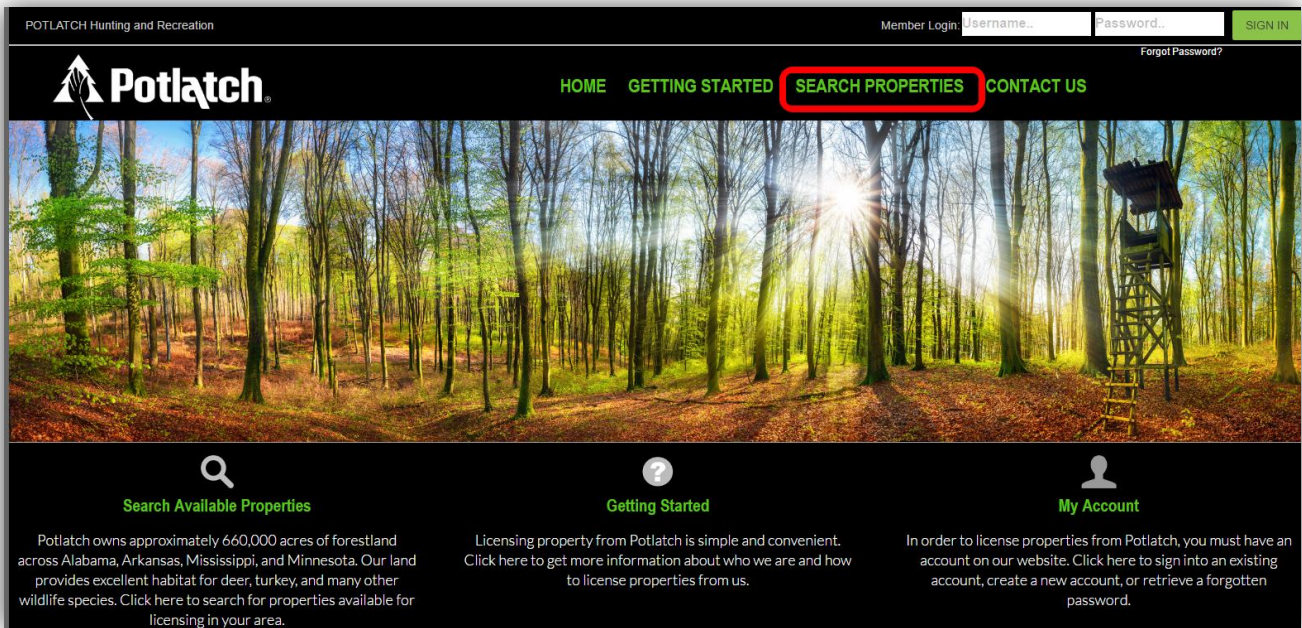 POTLATCH Hunting and Recreation
Member Login: Username.. Password.. SIGN IN
Forgot Password?
Potlatch®
HOME GETTING STARTED SEARCH PROPERTIES CONTACT US
Search Available Properties
Potlatch owns approximately 660,000 acres of forestland
across Alabama, Arkansas, Mississippi, and Minnesota. Our land
provides excellent habitat for deer, turkey, and many other
wildlife species. Click here to search for properties available for
licensing in your area.
Getting Started
Licensing property from Potlatch is simple and convenient.
Click here to get more information about who we are and how
to license properties from us.
My Account
In order to license properties from Potlatch, you must have an
account on our website. Click here to sign into an existing
account, create a new account, or retrieve a forgotten
password.